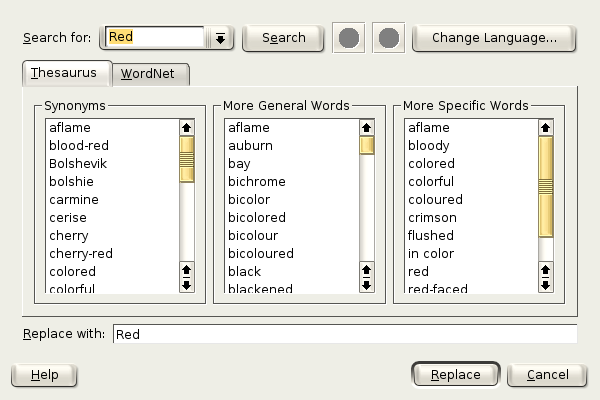 Search for: Red Search Change Language...
Thesaurus WordNet
Synonyms More General Words More Specific Words
aflame aflame aflame
blood-red auburn bloody
Bolshevik bay colored
bolshie bichrome colorful
carmine bicolor coloured
cerise bicolored crimson
cherry bicolour flushed
cherry-red bicoloured in color
colored black red
colorful blackened red-faced
Replace with: Red
Help Replace Cancel